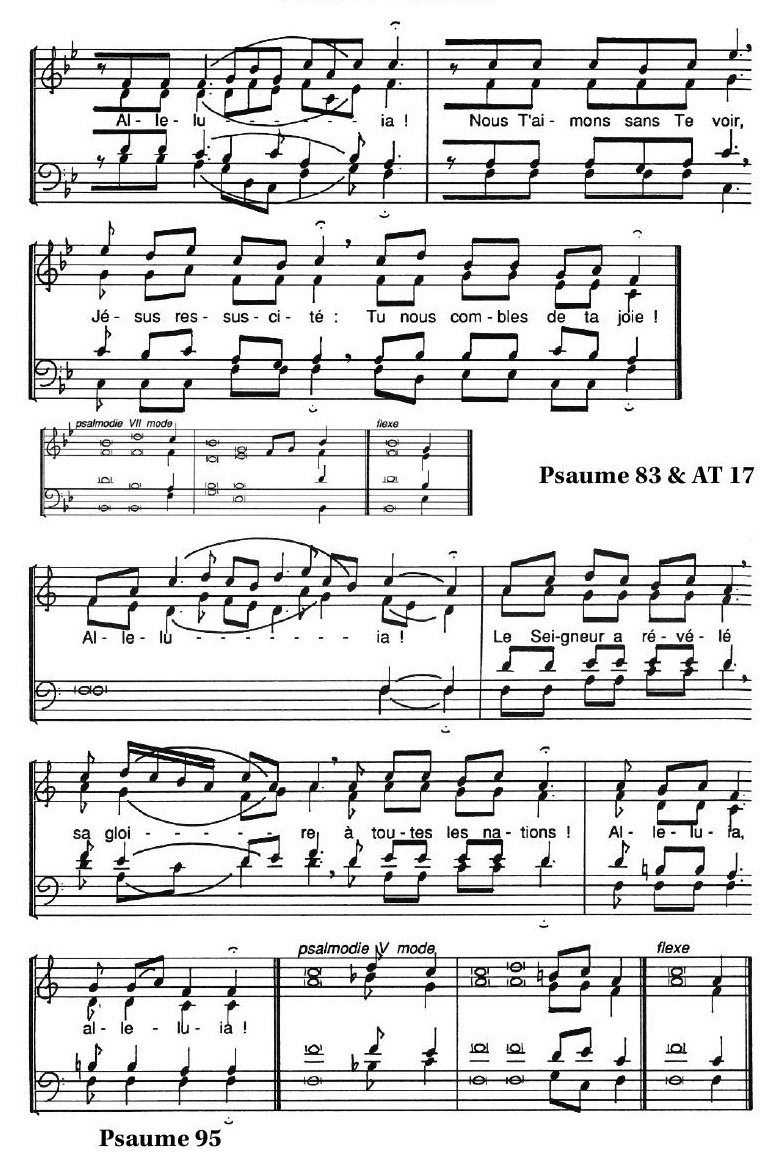 Al- le- lu - - - - - - ia ! Nous T'ai- mons sans Te voir,
Jé- sus res- sus- ci- té : Tu nous com- bles de ta joie !
psalmodie VII mode flexe
Psaume 83 & AT 17
Al- le- lu - - - - - - ia ! Le Sei-gneur a ré- vé- lé
sa gloi- - - - - - re à tou- tes les na- tions ! Al- le- lu- ia,
al- le- lu- ia !
psalmodie V mode flexe
Psaume 95